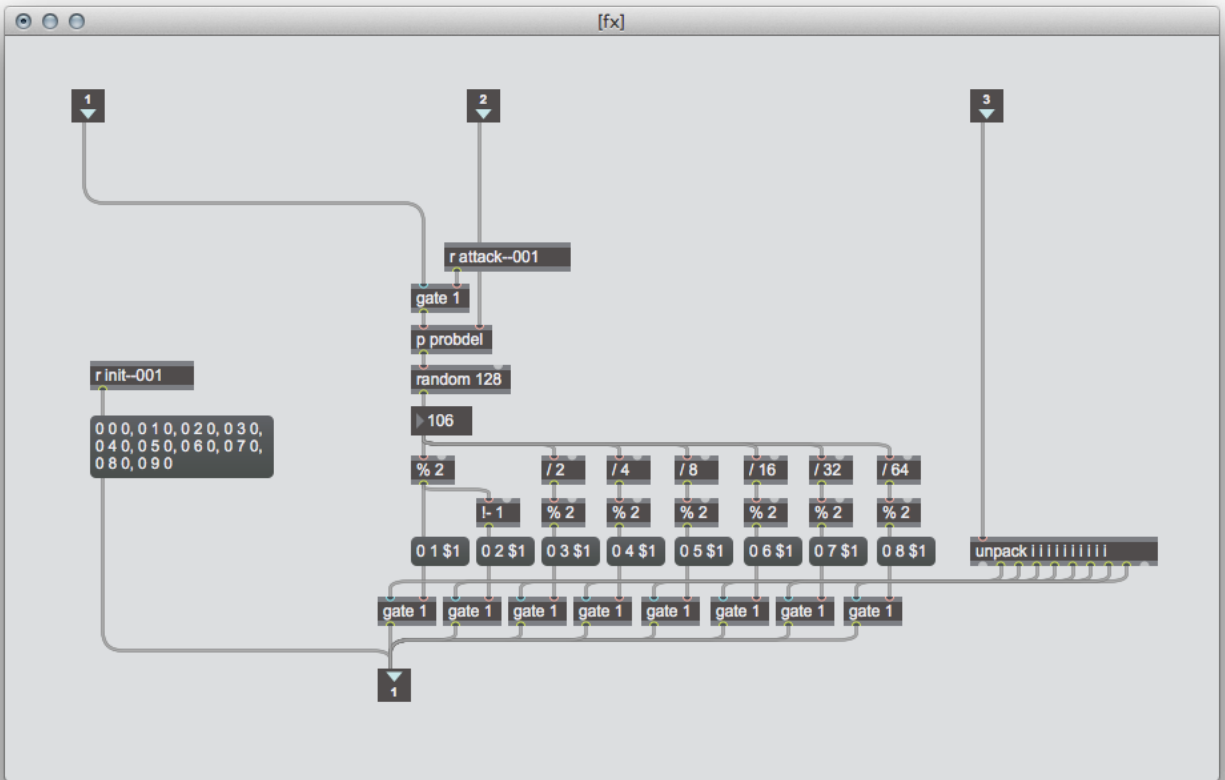 [fx]
1
2
3
r attack--001
gate 1
p probdel
r init--001
random 128
0 0 0, 0 1 0, 0 2 0, 0 3 0,
0 4 0, 0 5 0, 0 6 0, 0 7 0,
0 8 0, 0 9 0
106
% 2
/ 2
/ 4
/ 8
/ 16
/ 32
/ 64
!- 1
% 2
% 2
% 2
% 2
% 2
% 2
0 1 $1
0 2 $1
0 3 $1
0 4 $1
0 5 $1
0 6 $1
0 7 $1
0 8 $1
unpack i i i i i i i i i i
gate 1
gate 1
gate 1
gate 1
gate 1
gate 1
gate 1
gate 1
1